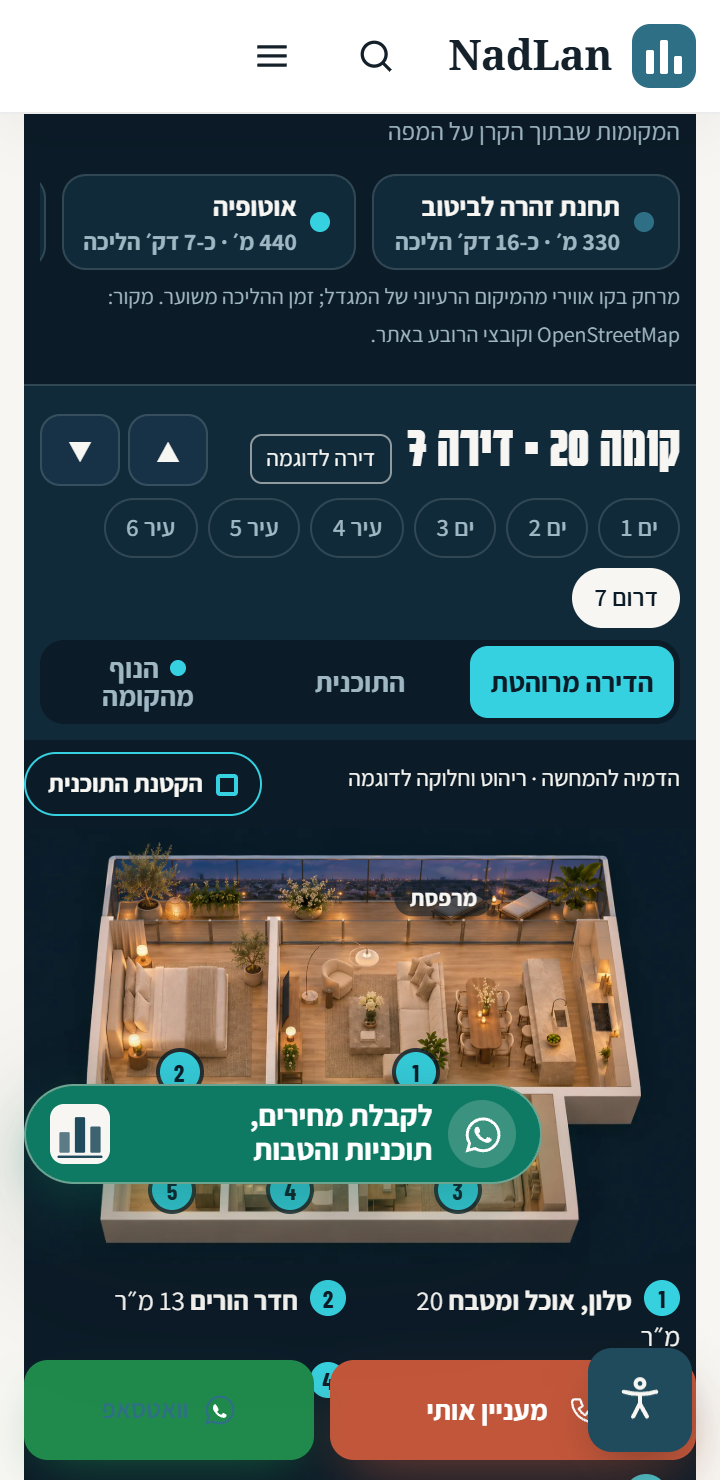 NadLan
המקומות שבתוך הקרן על המפה
תחנת זהרה לביטוב
330 מ׳ · כ-16 דק׳ הליכה
אוטופיה
440 מ׳ · כ-7 דק׳ הליכה
מרחק בקו אווירי מהמיקום הרעיוני של המגדל; זמן ההליכה משוער. מקור:
OpenStreetMap וקובצי הרובע באתר.
קומה 20 · דירה 7
דירה לדוגמה
▲
▼
ים 1
ים 2
ים 3
עיר 4
עיר 5
עיר 6
דרום 7
הדירה מרוהטת
התוכנית
הנוף
מהקומה
הדמיה להמחשה · ריהוט וחלוקה לדוגמה
הקטנת התוכנית
מרפסת
2
1
לקבלת מחירים,
תוכניות והטבות
5
4
3
1 סלון, אוכל ומטבח 20
מ״ר
2 חדר הורים 13 מ״ר
4
מעניין אותי
וואטסאפ